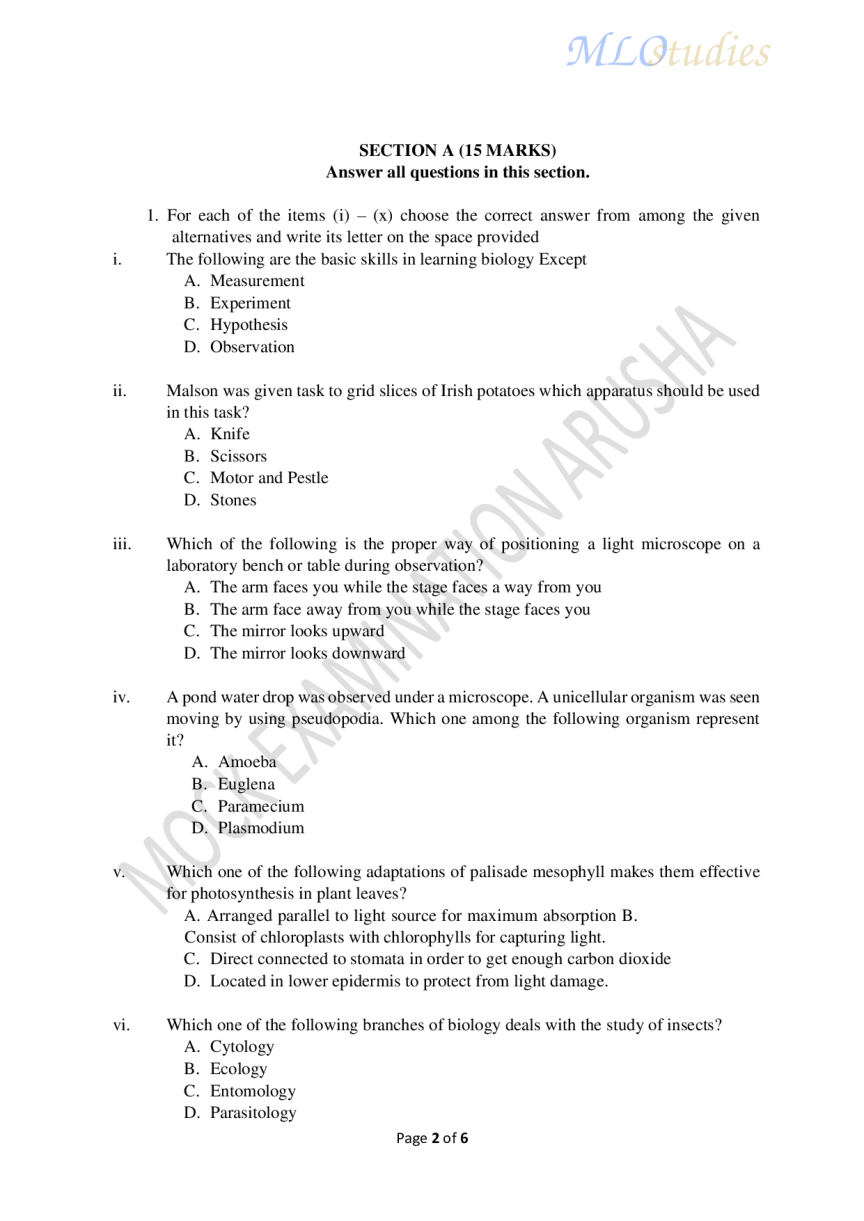 MLOstudies
SECTION A (15 MARKS)
Answer all questions in this section.
1. For each of the items (i) – (x) choose the correct answer from among the given
alternatives and write its letter on the space provided
i. The following are the basic skills in learning biology Except
A. Measurement
B. Experiment
C. Hypothesis
D. Observation
ii. Malson was given task to grid slices of Irish potatoes which apparatus should be used
in this task?
A. Knife
B. Scissors
C. Motor and Pestle
D. Stones
iii. Which of the following is the proper way of positioning a light microscope on a
laboratory bench or table during observation?
A. The arm faces you while the stage faces a way from you
B. The arm face away from you while the stage faces you
C. The mirror looks upward
D. The mirror looks downward
iv. A pond water drop was observed under a microscope. A unicellular organism was seen
moving by using pseudopodia. Which one among the following organism represent
it?
A. Amoeba
B. Euglena
C. Paramecium
D. Plasmodium
v. Which one of the following adaptations of palisade mesophyll makes them effective
for photosynthesis in plant leaves?
A. Arranged parallel to light source for maximum absorption B.
Consist of chloroplasts with chlorophylls for capturing light.
C. Direct connected to stomata in order to get enough carbon dioxide
D. Located in lower epidermis to protect from light damage.
vi. Which one of the following branches of biology deals with the study of insects?
A. Cytology
B. Ecology
C. Entomology
D. Parasitology
Page 2 of 6
MOCK EXAMINATION ARUSHA